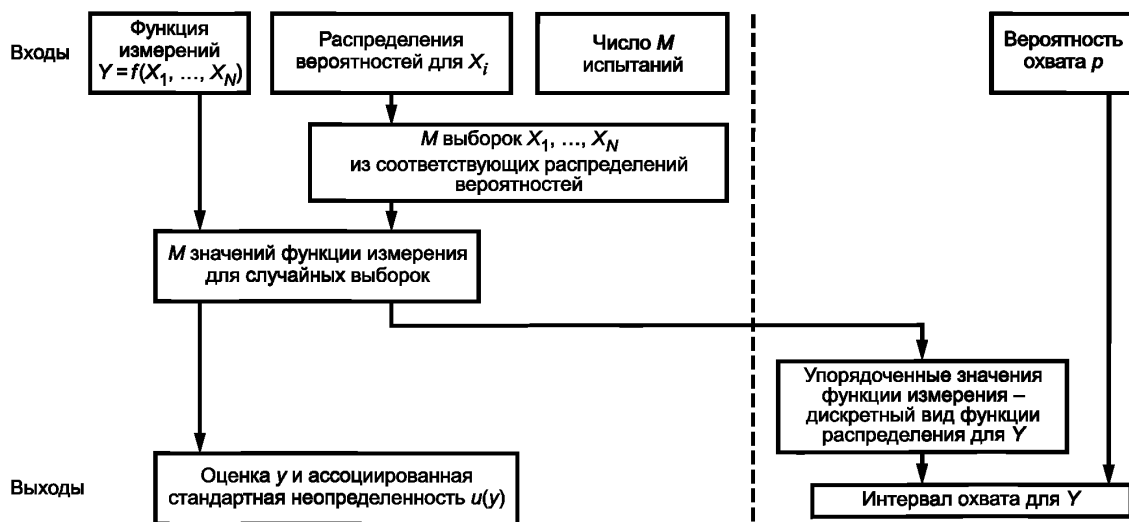 Входы
Функция
измерений
Y = f(X1, ..., XN)
Распределения
вероятностей для Xi
Число M
испытаний
Вероятность
охвата p
M выборок X1, ..., XN
из соответствующих распределений
вероятностей
M значений функции измерения
для случайных выборок
Упорядоченные значения
функции измерения –
дискретный вид функции
распределения для Y
Выходы
Оценка y и ассоциированная
стандартная неопределенность u(y)
Интервал охвата для Y